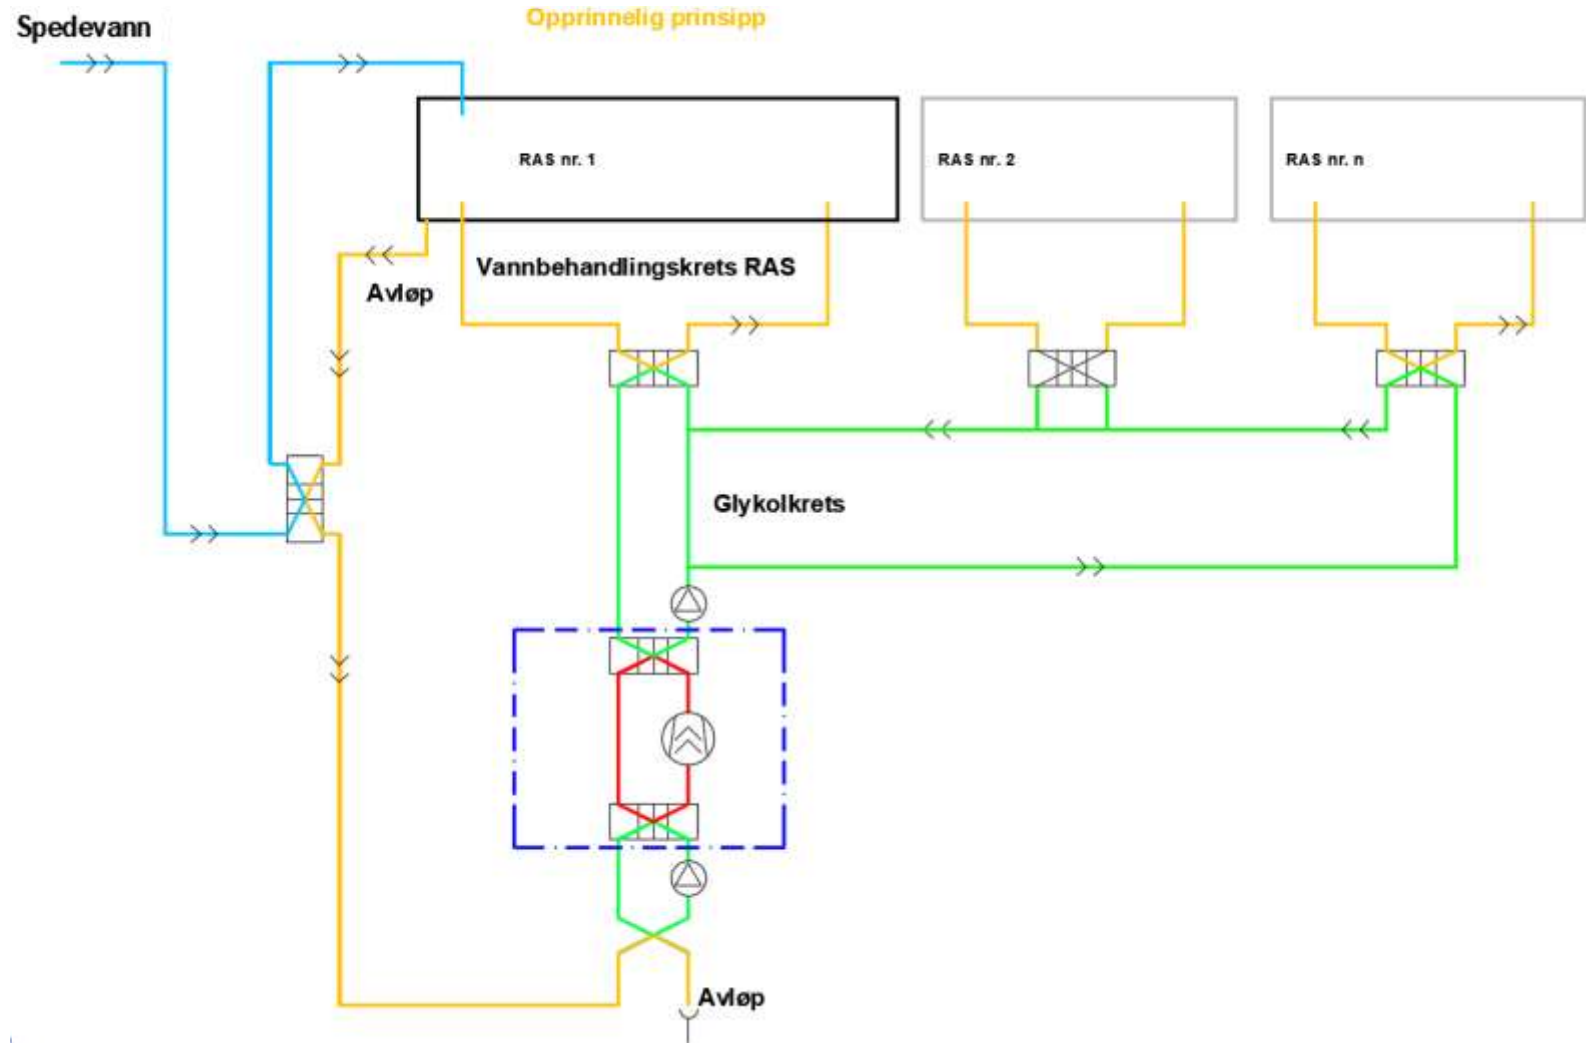 Opprinnelig prinsipp
Spedevann
RAS nr. 1
RAS nr. 2
RAS nr. n
Vannbehandlingskrets RAS
Avløp
Glykolkrets
Avløp